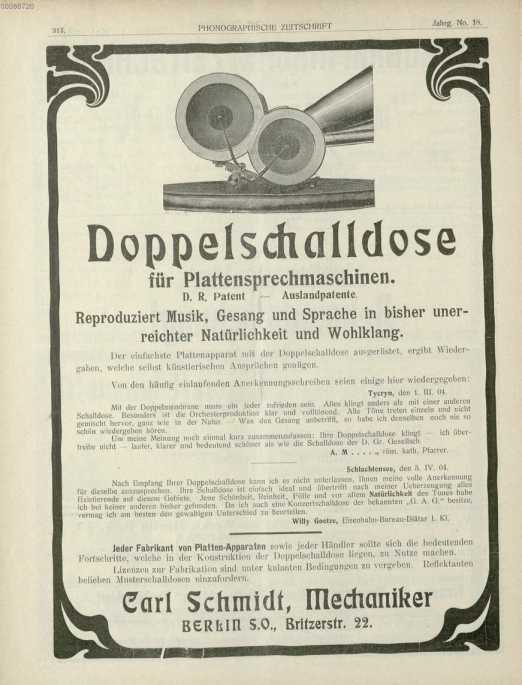 00086720
312.
PHONOGRAPHISCHE ZEITSCHRIFT
Jahrg. No. 18.
Doppelschalldose
für Plattensprechmaschinen.
D. R. Patent — Auslandpatente.
Reproduziert Musik, Gesang und Sprache in bisher uner-
reichter Natürlichkeit und Wohlklang.
Der einfachste Plattenapparat mit der Doppelschalldose ausgerüstet, ergibt Wieder-
gaben, welche selbst künstlerischen Ansprüchen genügen.
Von den häufig einlaufenden Anerkennungsschreiben seien einige hier wiedergegeben:
Tycryn, den 1. III. 04.
Mit der Doppelmembrane muss ein jeder zufrieden sein. Alles klingt anders als mit einer anderen
Schalldose. Besonders ist die Orchesterproduktion klar und volltönend. Alle Töne treten einzeln und nicht
gemischt hervor, ganz wie in der Natur. — Was den Gesang anbetrifft, so habe ich denselben noch nie so
schön wiedergeben hören.
Um meine Meinung noch einmal kurz zusammenzufassen: Ihre Doppelschalldose klingt — ich über-
treibe nicht — lauter, klarer und bedeutend schöner als wie die Schalldose der D. Gr. Gesellsch.
A. M . . . . , röm. kath. Pfarrer.
Schlachtensee, den 5. IV. 04.
Nach Empfang Ihrer Doppelschalldose kann ich es nicht unterlassen, Ihnen meine volle Anerkennung
für dieselbe auszusprechen. Ihre Schalldose ist einfach ideal und übertrifft nach meiner Ueberzeugung alles
Existierende auf diesem Gebiete. Jene Schönheit, Reinheit, Fülle und vor allem Natürlichkeit des Tones habe
ich bei keiner anderen bisher gefunden. Da ich auch eine Konzertschalldose der bekannten „G. A. G.“ besitze,
vermag ich am besten den gewaltigen Unterschied zu beurteilen.
Willy Goetze, Eisenbahn-Bureau-Diätar I. Kl.
Jeder Fabrikant von Platten-Apparaten sowie jeder Händler sollte sich die bedeutenden
Fortschritte, welche in der Konstruktion der Doppelschalldose liegen, zu Nutze machen.
Lizenzen zur Fabrikation sind unter kulanten Bedingungen zu vergeben. Reflektanten
belieben Musterschalldosen einzufordern.
Carl Schmidt, Mechaniker
BERLIN S.O., Britzerstr. 22.